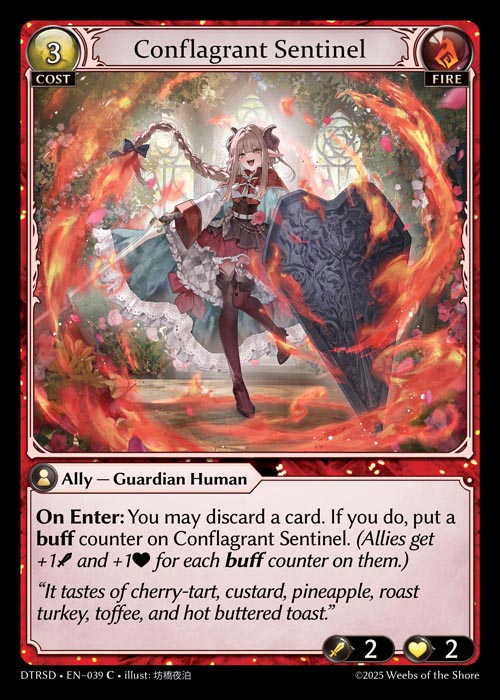 3
Conflagrant Sentinel
COST
FIRE
Ally — Guardian Human
On Enter: You may discard a card. If you do, put a
buff counter on Conflagrant Sentinel. (Allies get
+1 and +1 for each buff counter on them.)
“It tastes of cherry-tart, custard, pineapple, roast
turkey, toffee, and hot buttered toast.”
2
2
DTRSD • EN–039 C • illust: 坊橋夜泊
©2025 Weebs of the Shore